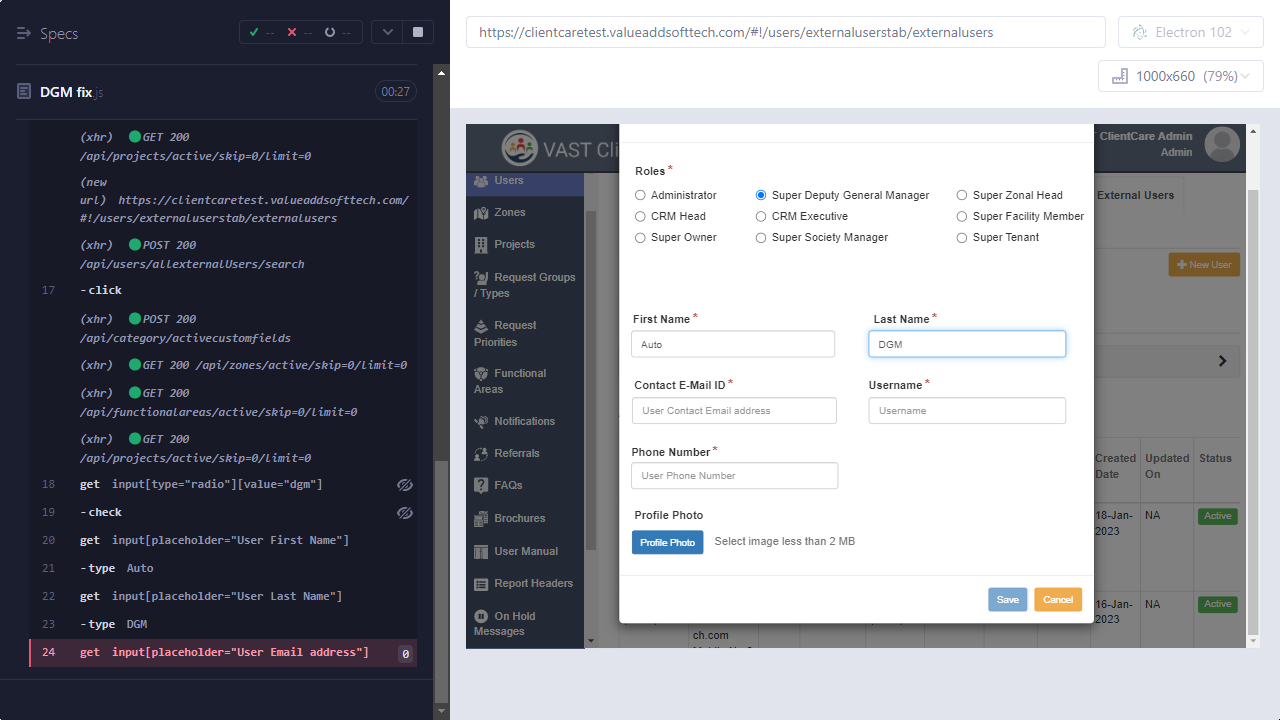 Specs
-- -- --
DGM fix.js
00:27
(xhr) GET 200
/api/projects/active/skip=0/limit=0
(new
url) https://clientcaretest.valueaddsofttech.com/
#!/users/externaluserstab/externalusers
(xhr) POST 200
/api/users/allexternalUsers/search
17 -click
(xhr) POST 200
/api/category/activecustomfields
(xhr) GET 200 /api/zones/active/skip=0/limit=0
(xhr) GET 200
/api/functionalareas/active/skip=0/limit=0
(xhr) GET 200
/api/projects/active/skip=0/limit=0
18 get input[type="radio"][value="dgm"]
19 -check
20 get input[placeholder="User First Name"]
21 -type Auto
22 get input[placeholder="User Last Name"]
23 -type DGM
24 get input[placeholder="User Email address"] 0
https://clientcaretest.valueaddsofttech.com/#!/users/externaluserstab/externalusers
Electron 102
1000x660 (79%)
VAST Cli
ClientCare Admin
Admin
Users
Zones
Projects
Request Groups
/ Types
Request
Priorities
Functional
Areas
Notifications
Referrals
FAQs
Brochures
User Manual
Report Headers
On Hold
Messages
Roles *
Administrator Super Deputy General Manager Super Zonal Head
CRM Head CRM Executive Super Facility Member
Super Owner Super Society Manager Super Tenant
First Name * Last Name *
Auto DGM
Contact E-Mail ID * Username *
User Contact Email address Username
Phone Number *
User Phone Number
Profile Photo
Profile Photo Select image less than 2 MB
Save Cancel
External Users
New User
Created
Date
Updated
On
Status
18-Jan-
2023
NA
Active
16-Jan-
2023
NA
Active
ch.com